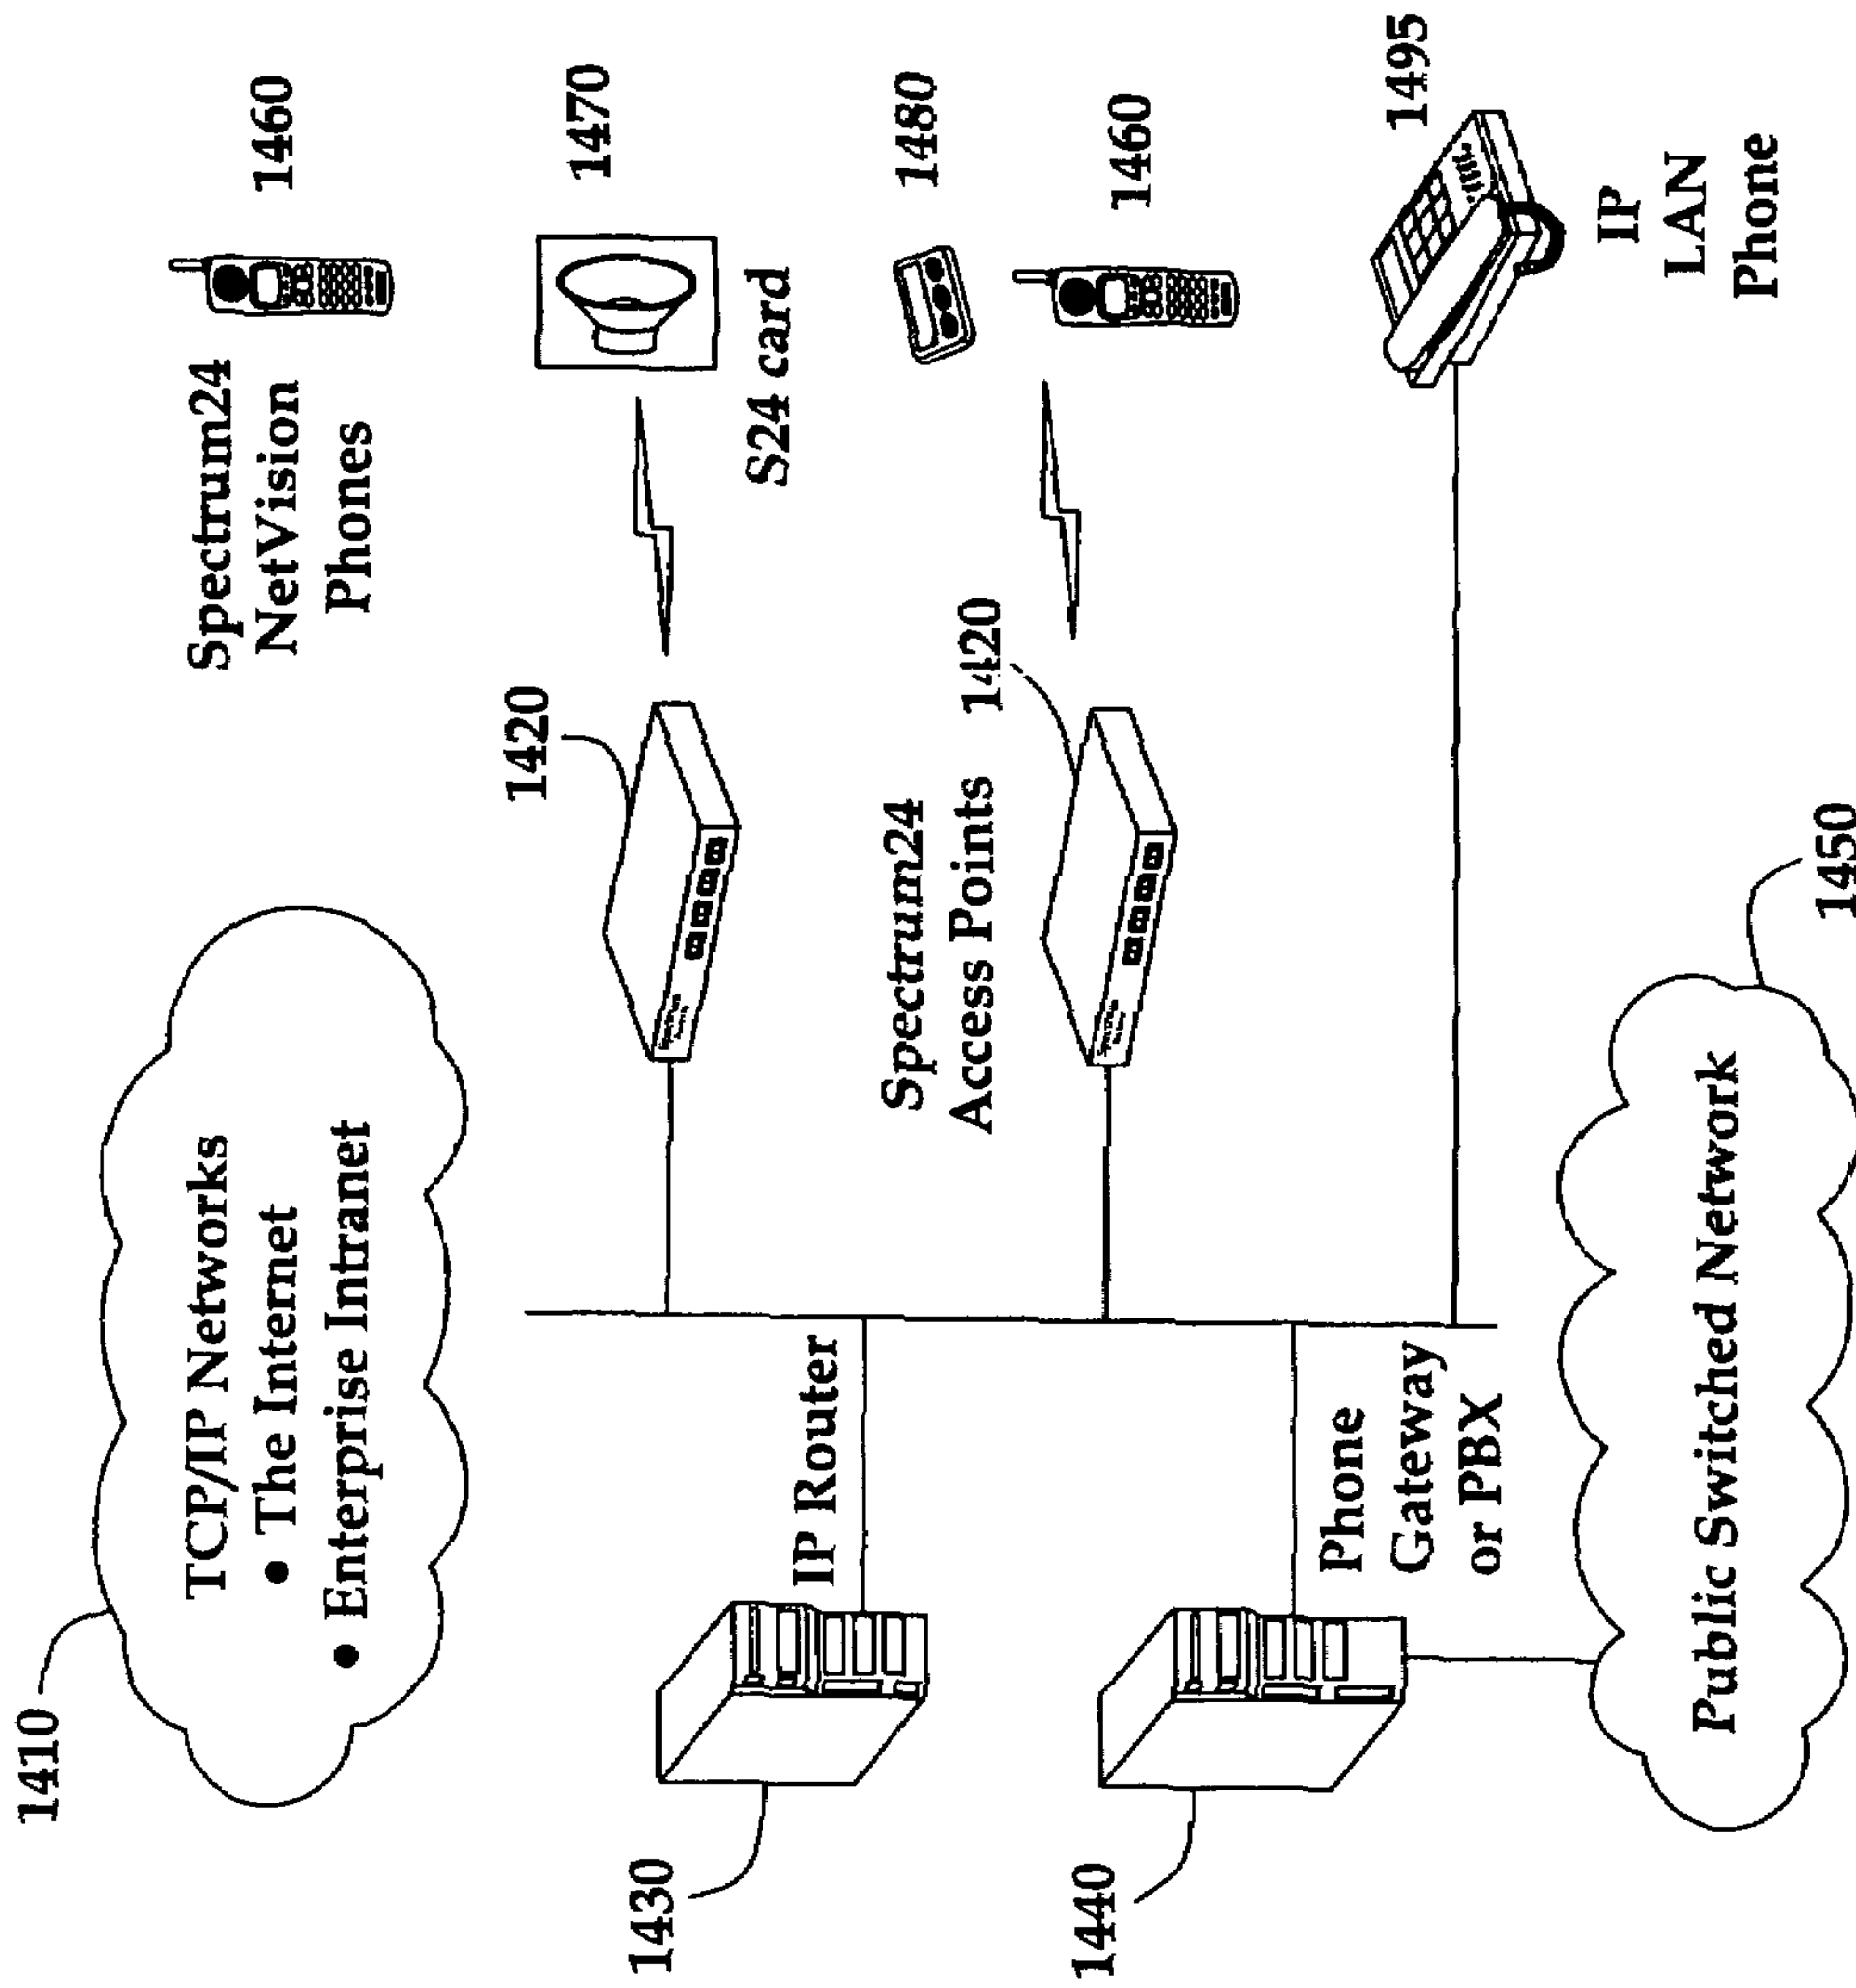 1410
TCP/IP Networks
• The Internet
• Enterprise Intranet
Spectrum24
NetVision
Phones
1460
1420
1470
1430
S24 card
IP Router
Spectrum24
Access Points
1420
1480
1440
1460
Phone
Gateway
or PBX
1495
IP
LAN
Phone
Public Switched Network
1450